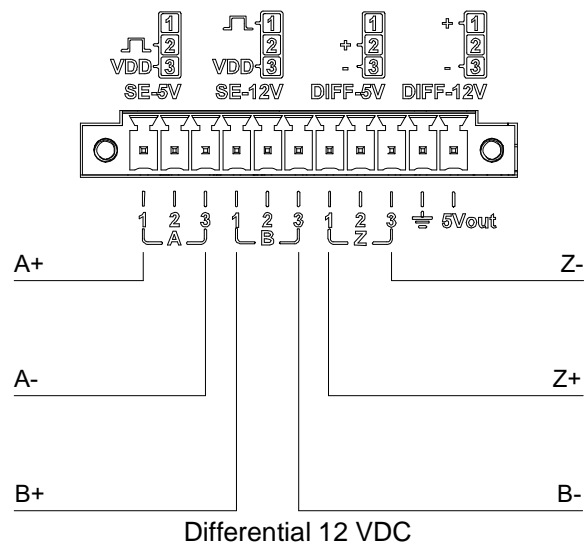 1 1 + 1 + 1
2 2 + 2 2
VDD 3 VDD 3 - 3 - 3
SE-5V SE-12V DIFF-5V DIFF-12V
1 2 3 1 2 3 1 2 3 5Vout
A B Z
A+ Z-
A- Z+
B+ B-
Differential 12 VDC